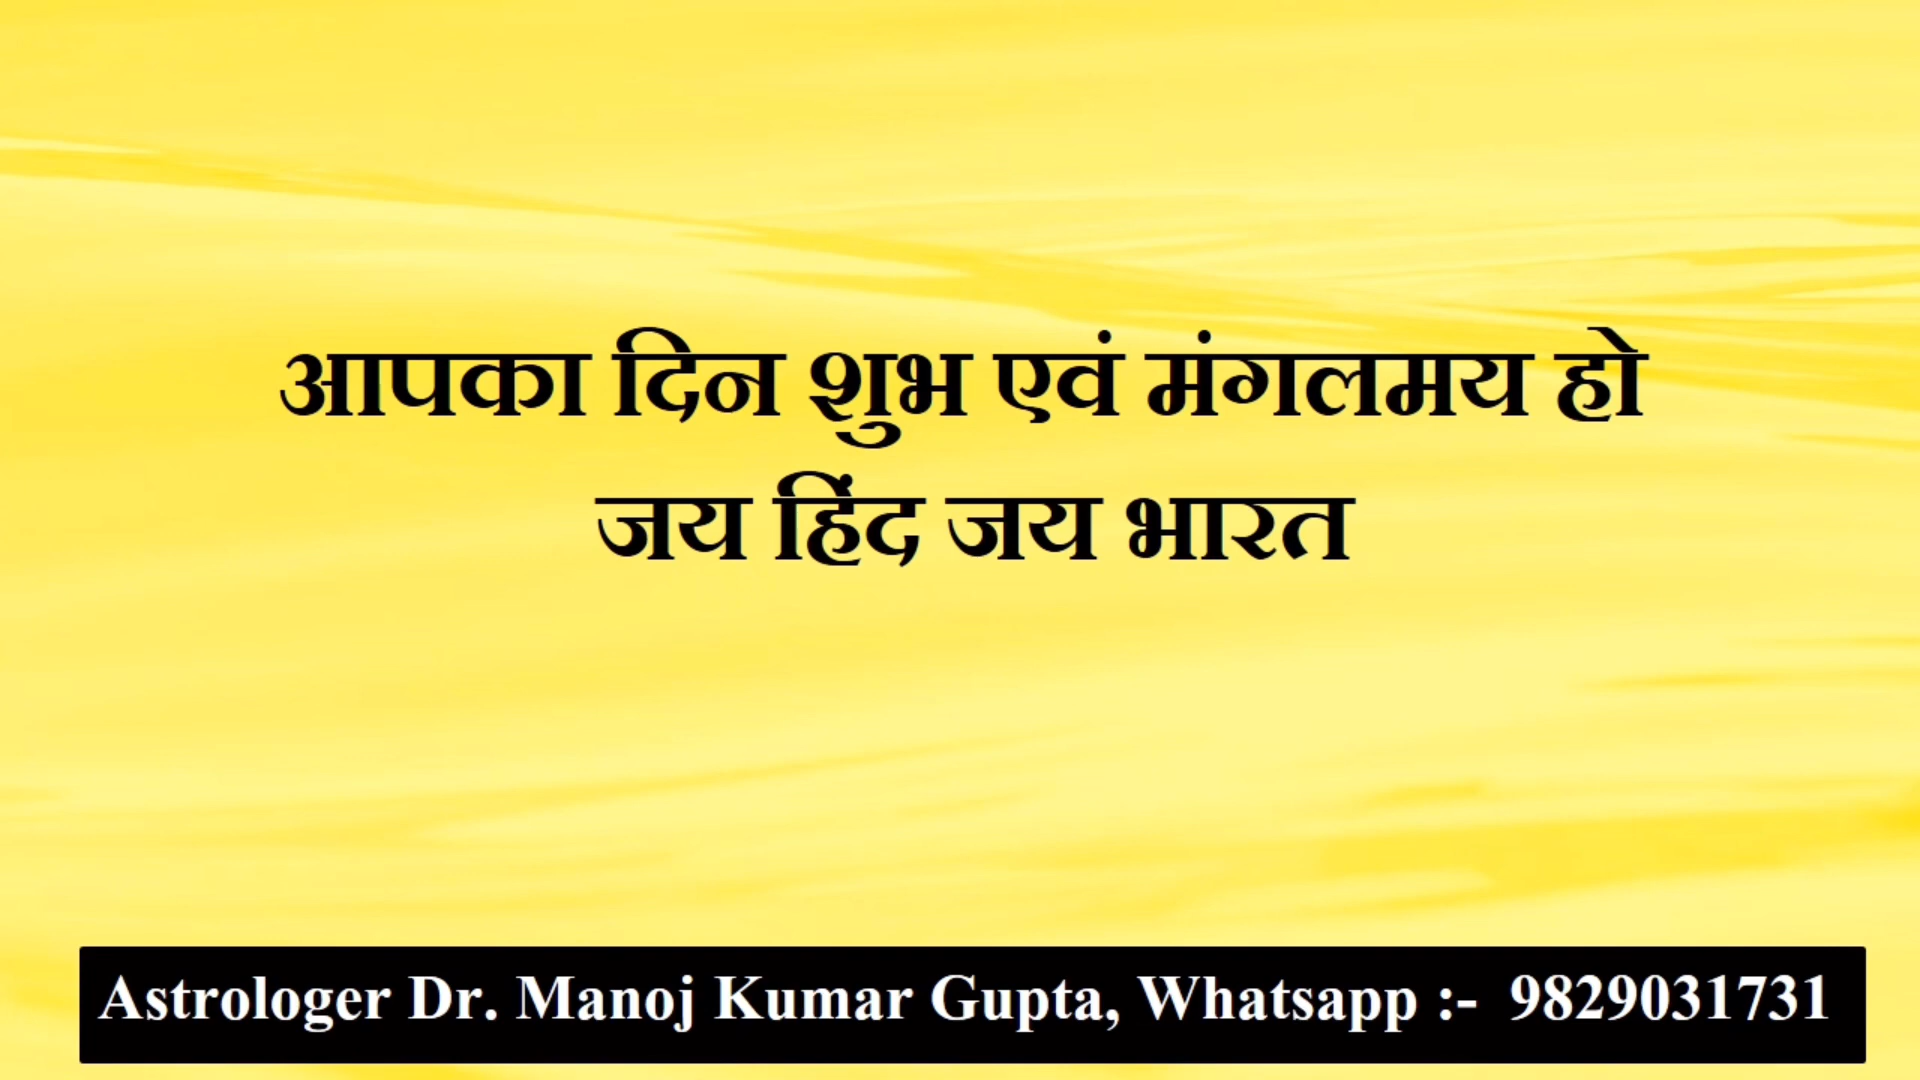 आपका दिन शुभ एवं मंगलमय हो
जय हिंद जय भारत
Astrologer Dr. Manoj Kumar Gupta, Whatsapp :-  9829031731